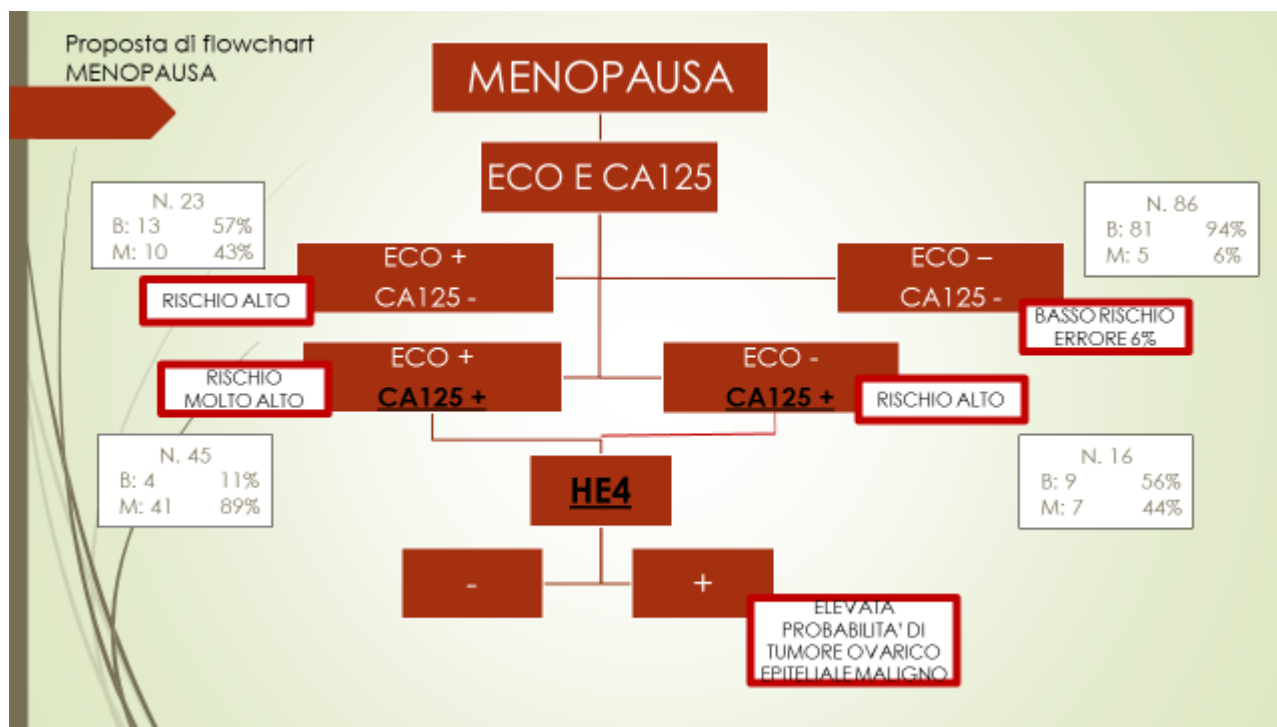 Proposta di flowchart
MENOPAUSA
MENOPAUSA
ECO E CA125
N. 23
B: 13 57%
M: 10 43%
N. 86
B: 81 94%
M: 5 6%
ECO +
CA125 -
RISCHIO ALTO
ECO –
CA125 -
BASSO RISCHIO
ERRORE 6%
ECO +
CA125 +
RISCHIO
MOLTO ALTO
ECO -
CA125 +
RISCHIO ALTO
N. 45
B: 4 11%
M: 41 89%
N. 16
B: 9 56%
M: 7 44%
HE4
-
+
ELEVATA
PROBABILITA' DI
TUMORE OVARICO
EPITELIALE MALIGNO